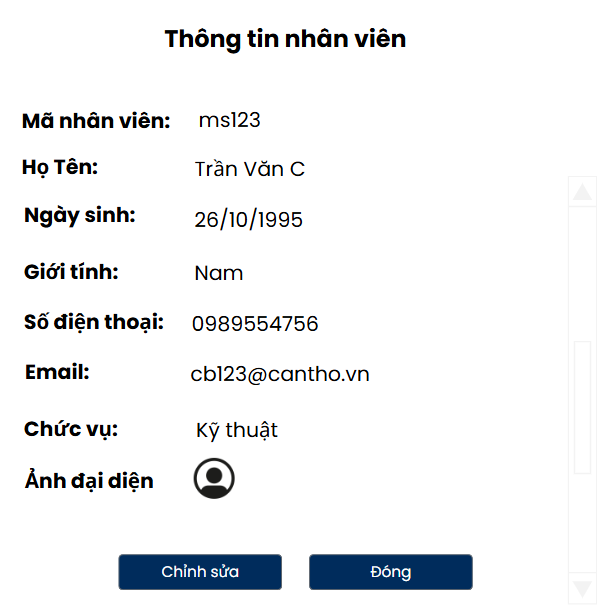 Thông tin nhân viên
Mã nhân viên: ms123
Họ Tên: Trần Văn C
Ngày sinh: 26/10/1995
Giới tính: Nam
Số điện thoại: 0989554756
Email: cb123@cantho.vn
Chức vụ: Kỹ thuật
Ảnh đại diện
Chỉnh sửa Đóng